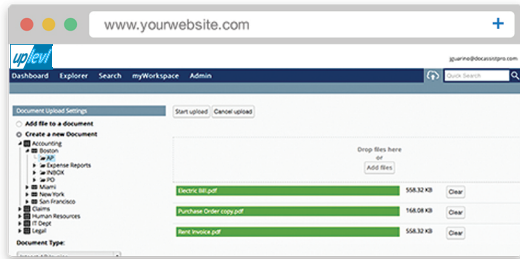 www.yourwebsite.com
uplevl
jguarino@docassistpro.com
Dashboard Explorer Search myWorkspace Admin Quick Search
Document Upload Settings
Start upload Cancel upload
Add file to a document
Create a new Document
Accounting
Boston
AP
Expense Reports
INBOX
PO
Miami
New York
San Francisco
Claims
Human Resources
IT Dept
Legal
Document Type:
Drop files here
or
Add files
Electric Bill.pdf 558.32 KB Clear
Purchase Order copy.pdf 168.08 KB Clear
Rent Invoice.pdf 558.32 KB Clear